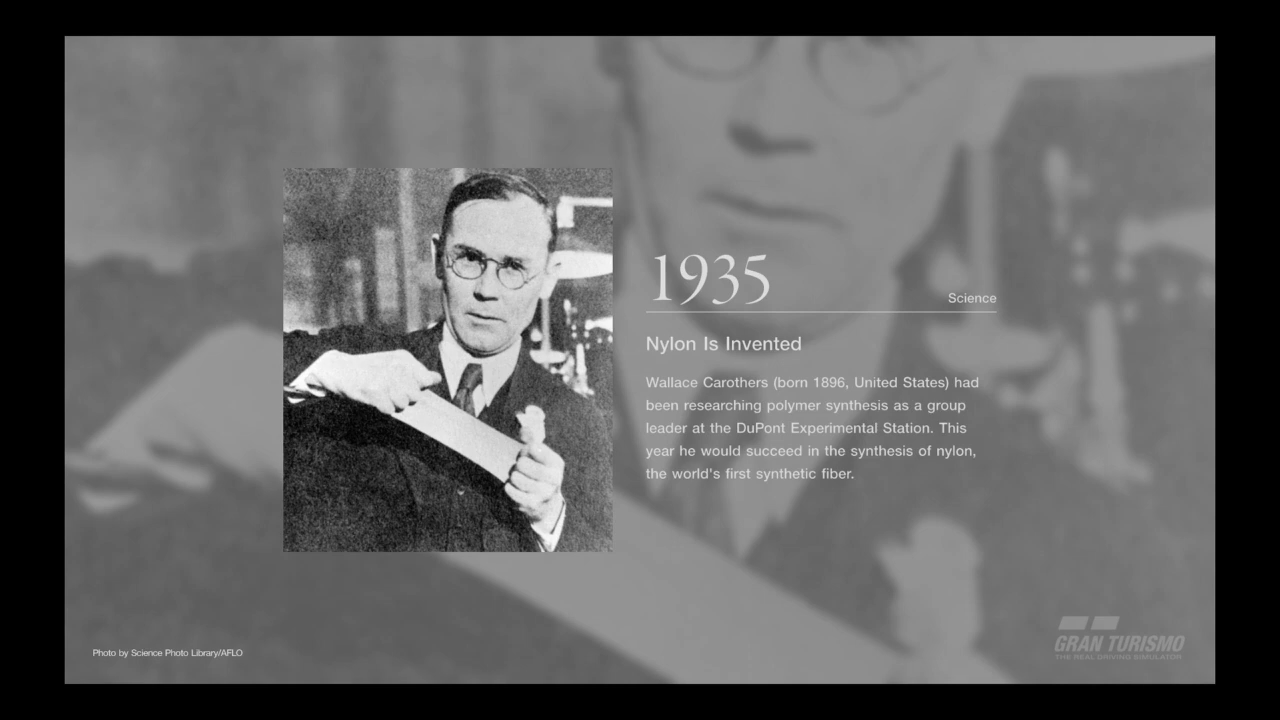 1935
Science
Nylon Is Invented
Wallace Carothers (born 1896, United States) had
been researching polymer synthesis as a group
leader at the DuPont Experimental Station. This
year he would succeed in the synthesis of nylon,
the world's first synthetic fiber.
Photo by Science Photo Library/AFLO
GRAN TURISMO
THE REAL DRIVING SIMULATOR